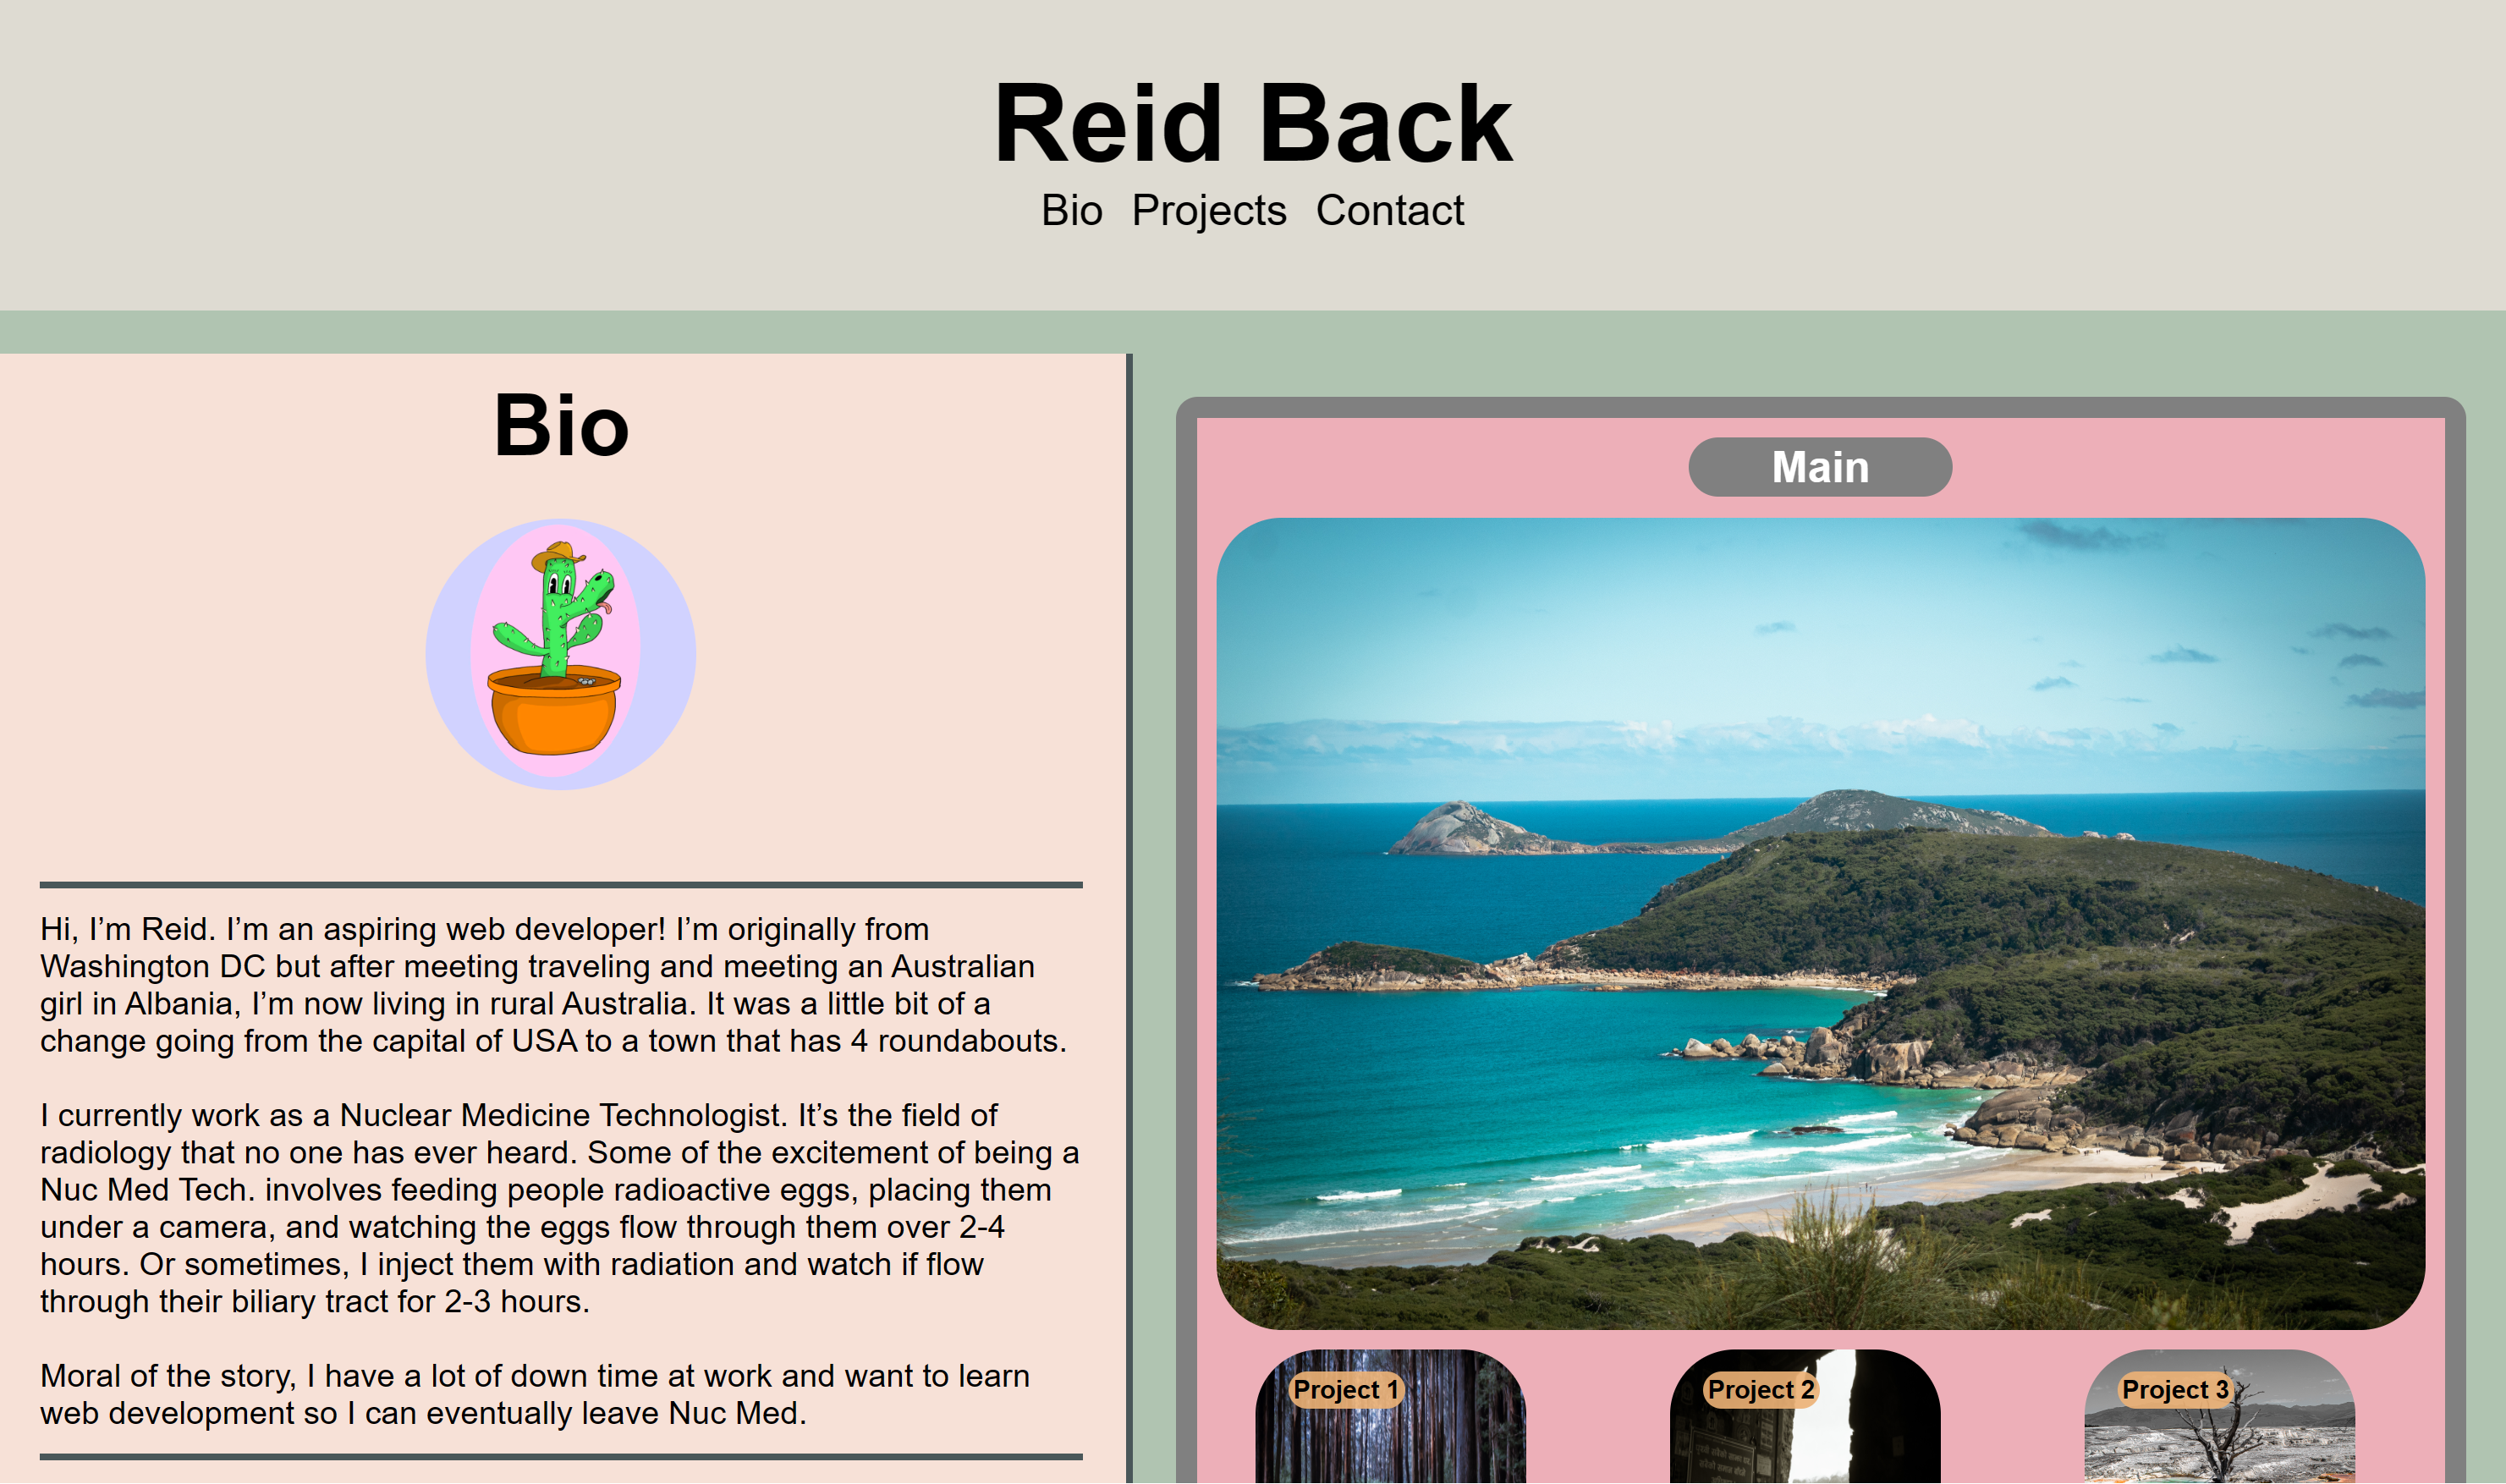 Reid Back
Bio Projects Contact
Bio
Hi, I’m Reid. I’m an aspiring web developer! I’m originally from
Washington DC but after meeting traveling and meeting an Australian
girl in Albania, I’m now living in rural Australia. It was a little bit of a
change going from the capital of USA to a town that has 4 roundabouts.
I currently work as a Nuclear Medicine Technologist. It’s the field of
radiology that no one has ever heard. Some of the excitement of being a
Nuc Med Tech. involves feeding people radioactive eggs, placing them
under a camera, and watching the eggs flow through them over 2-4
hours. Or sometimes, I inject them with radiation and watch if flow
through their biliary tract for 2-3 hours.
Moral of the story, I have a lot of down time at work and want to learn
web development so I can eventually leave Nuc Med.
Main
Project 1
Project 2
Project 3